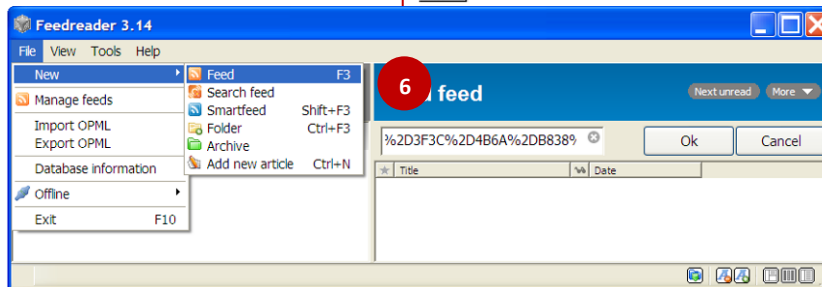 Feedreader 3.14
File View Tools Help
New
Manage feeds
Import OPML
Export OPML
Database information
Offline
Exit F10
Feed F3
Search feed
Smartfeed Shift+F3
Folder Ctrl+F3
Archive
Add new article Ctrl+N
6
feed
Next unread More
%2D3F3C%2D4B6A%2DB838%
Ok Cancel
Title Date